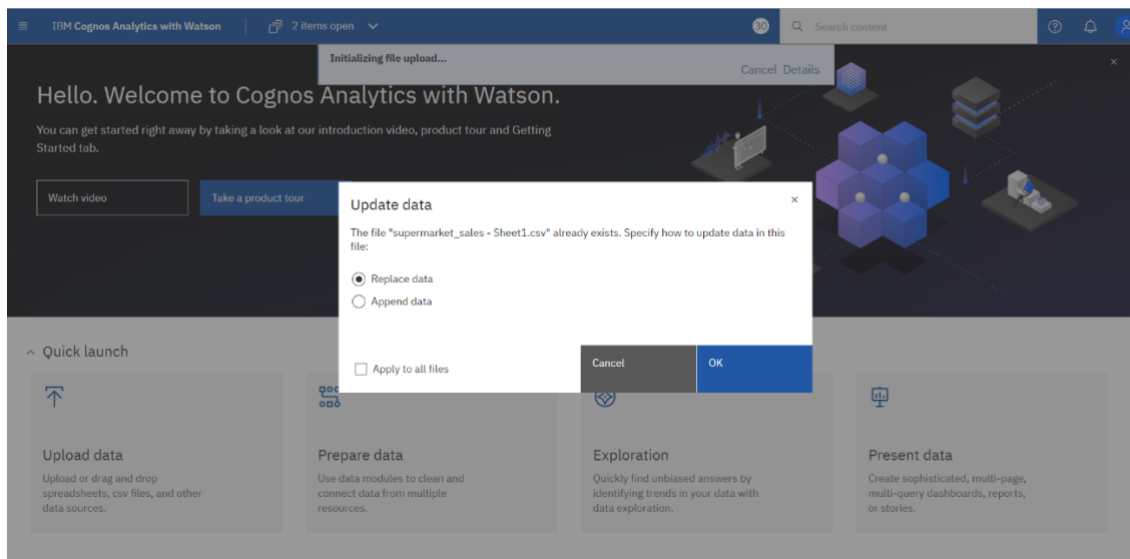 IBM Cognos Analytics with Watson
2 items open
30
Search content
Initializing file upload...
Cancel Details
Hello. Welcome to Cognos Analytics with Watson.
You can get started right away by taking a look at our introduction video, product tour and Getting
Started tab.
Watch video
Take a product tour
Update data
The file "supermarket_sales - Sheet1.csv" already exists. Specify how to update data in this
file:
Replace data
Append data
Apply to all files
Cancel
OK
Quick launch
Upload data
Upload or drag and drop
spreadsheets, csv files, and other
data sources.
Prepare data
Use data modules to clean and
connect data from multiple
resources.
Exploration
Quickly find unbiased answers by
identifying trends in your data with
data exploration.
Present data
Create sophisticated, multi-page,
multi-query dashboards, reports,
or stories.